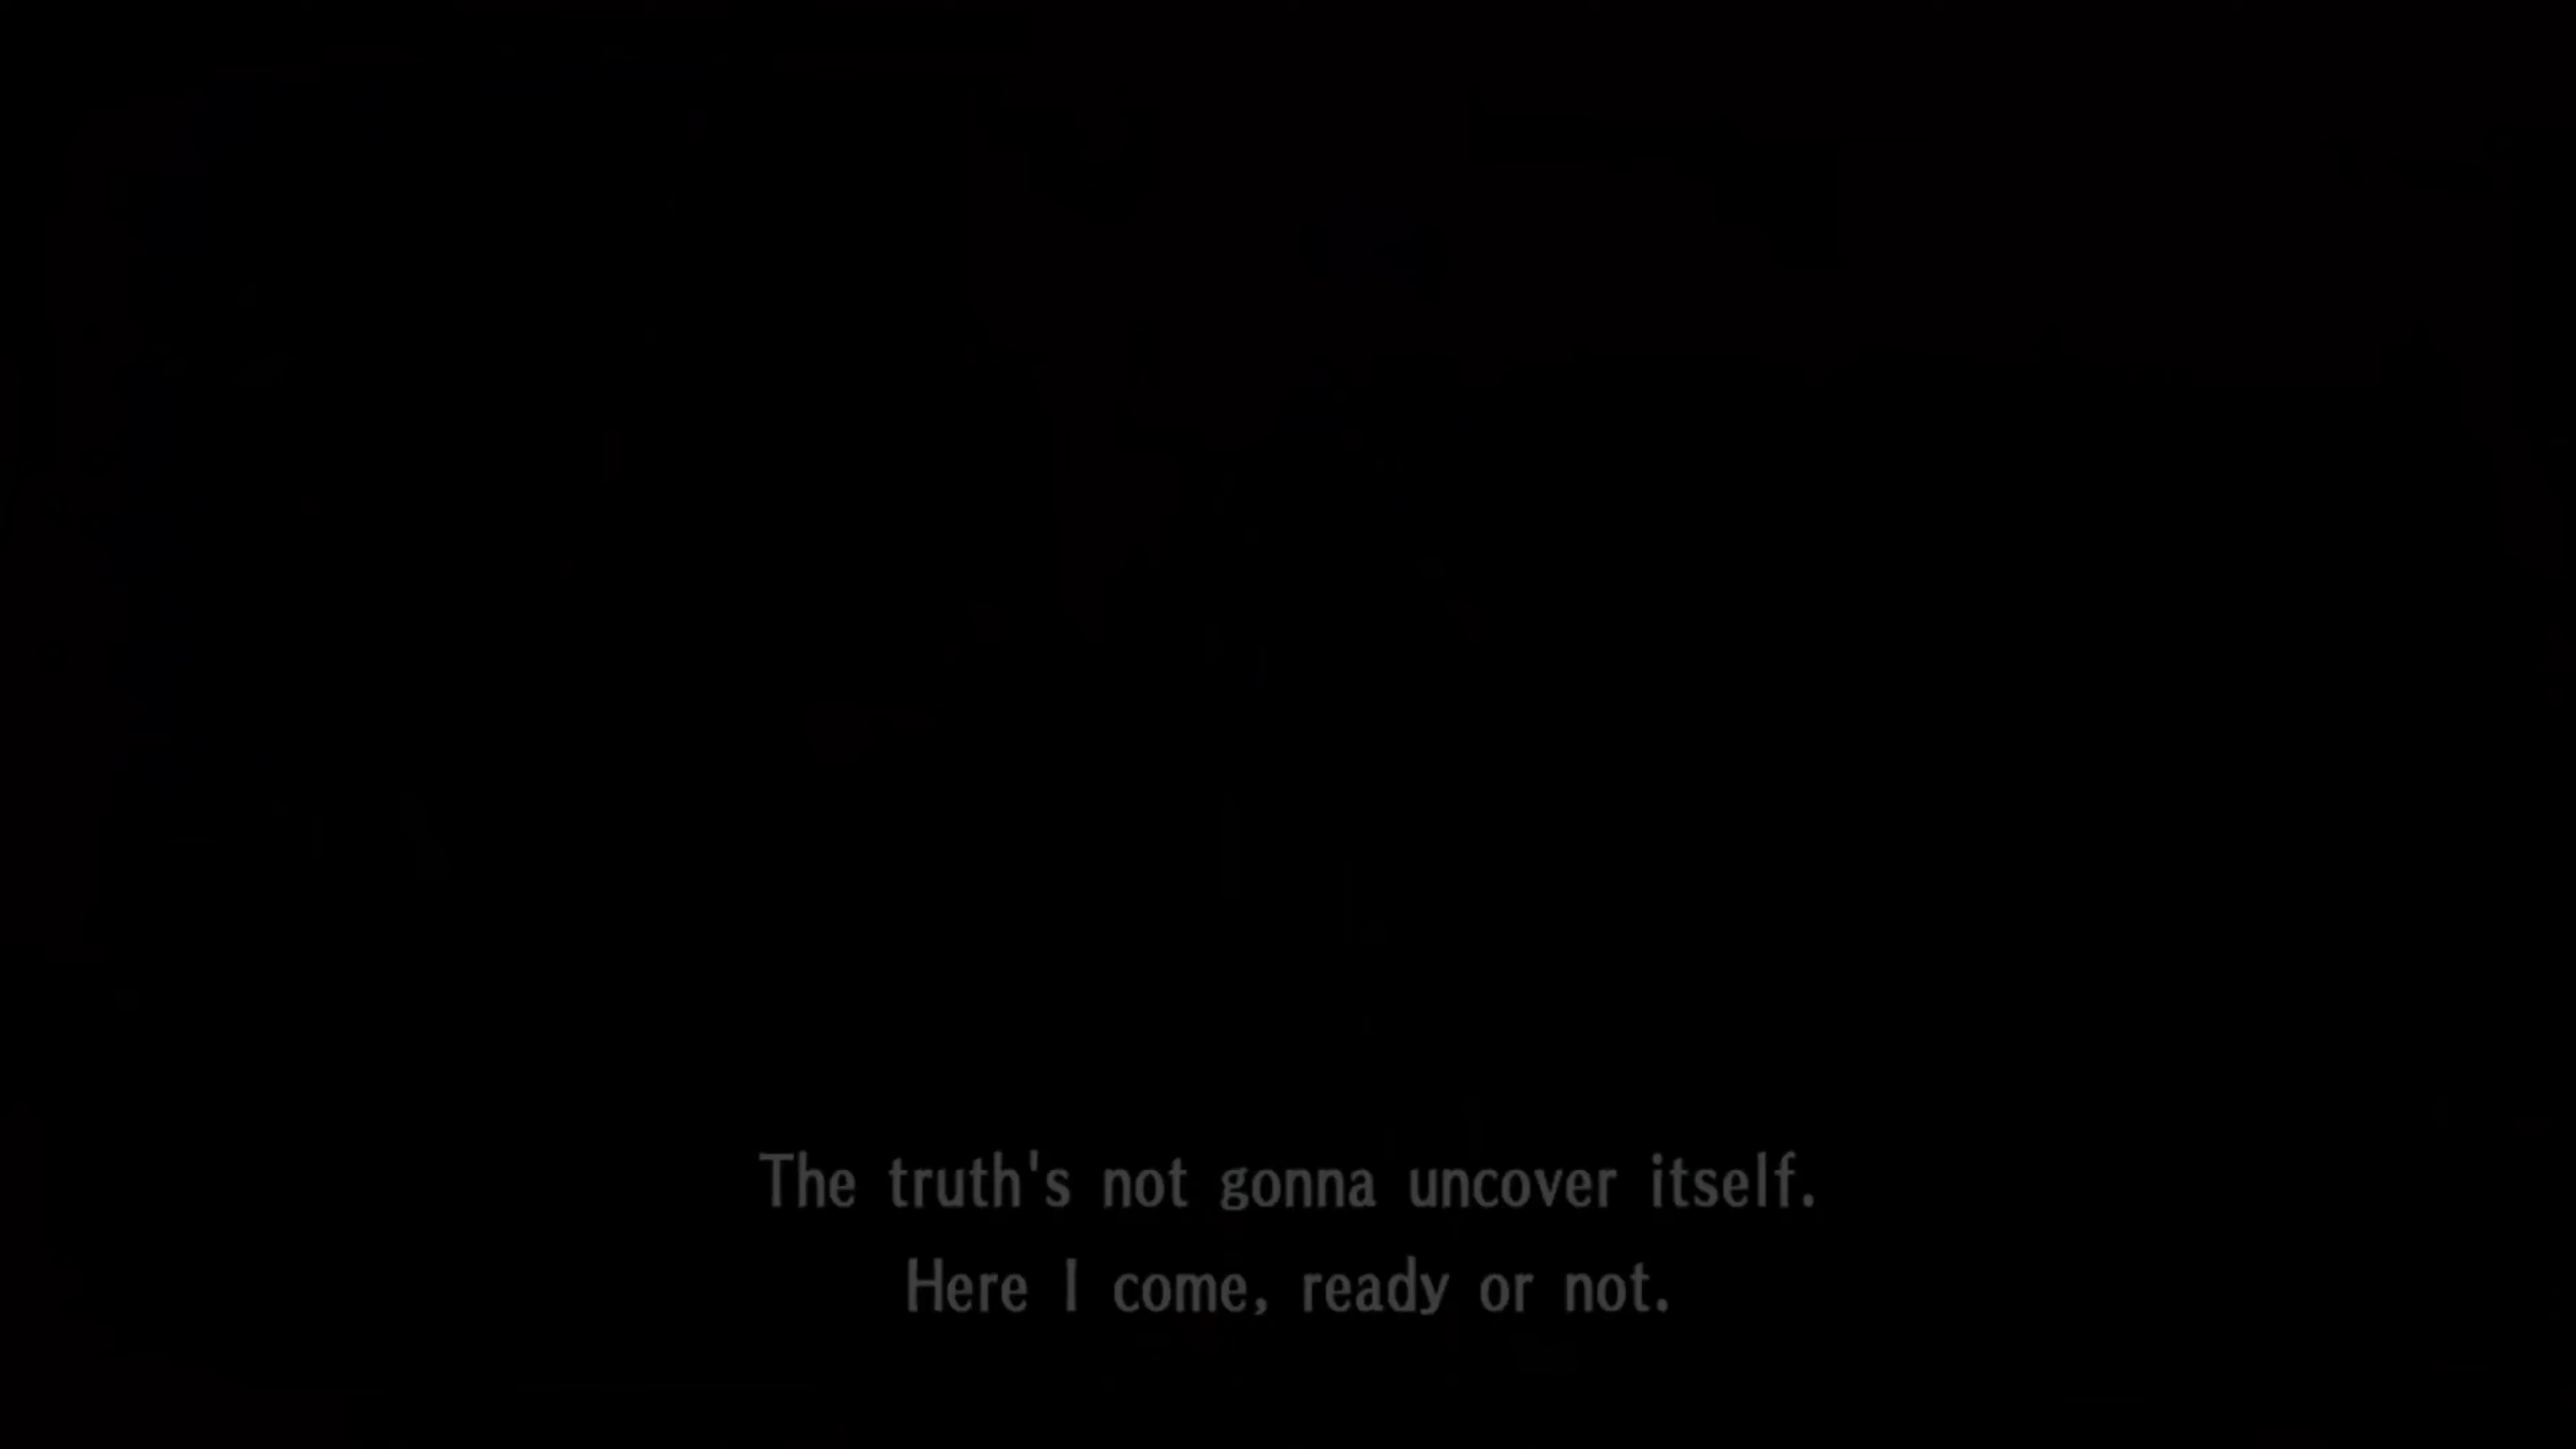 The truth's not gonna uncover itself.
Here I come, ready or not.